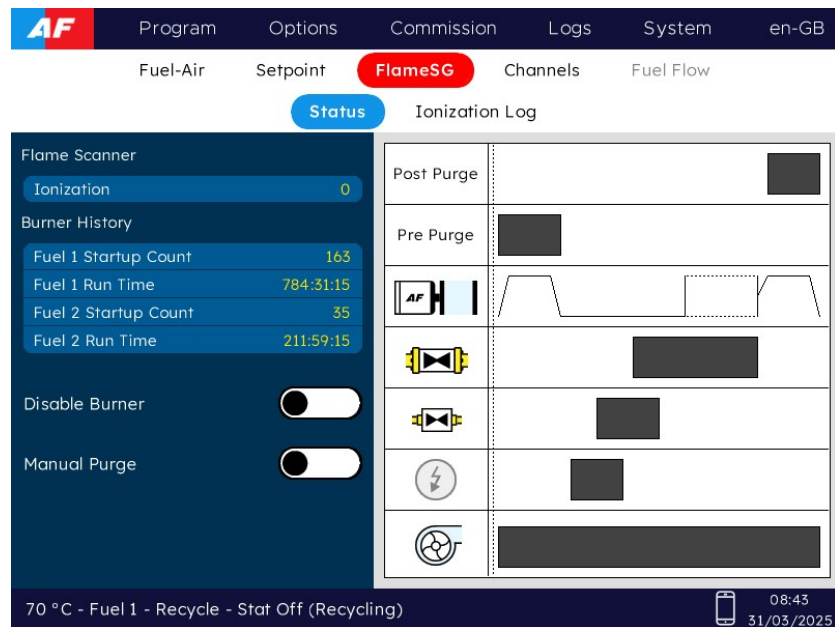 AF Program Options Commission Logs System en-GB
Fuel-Air Setpoint FlameSG Channels Fuel Flow
Status Ionization Log
Flame Scanner
Ionization 0
Burner History
Fuel 1 Startup Count 163
Fuel 1 Run Time 784:31:15
Fuel 2 Startup Count 35
Fuel 2 Run Time 211:59:15
Disable Burner
Manual Purge
Post Purge
Pre Purge
AF
70 °C - Fuel 1 - Recycle - Stat Off (Recycling)
08:43
31/03/2025